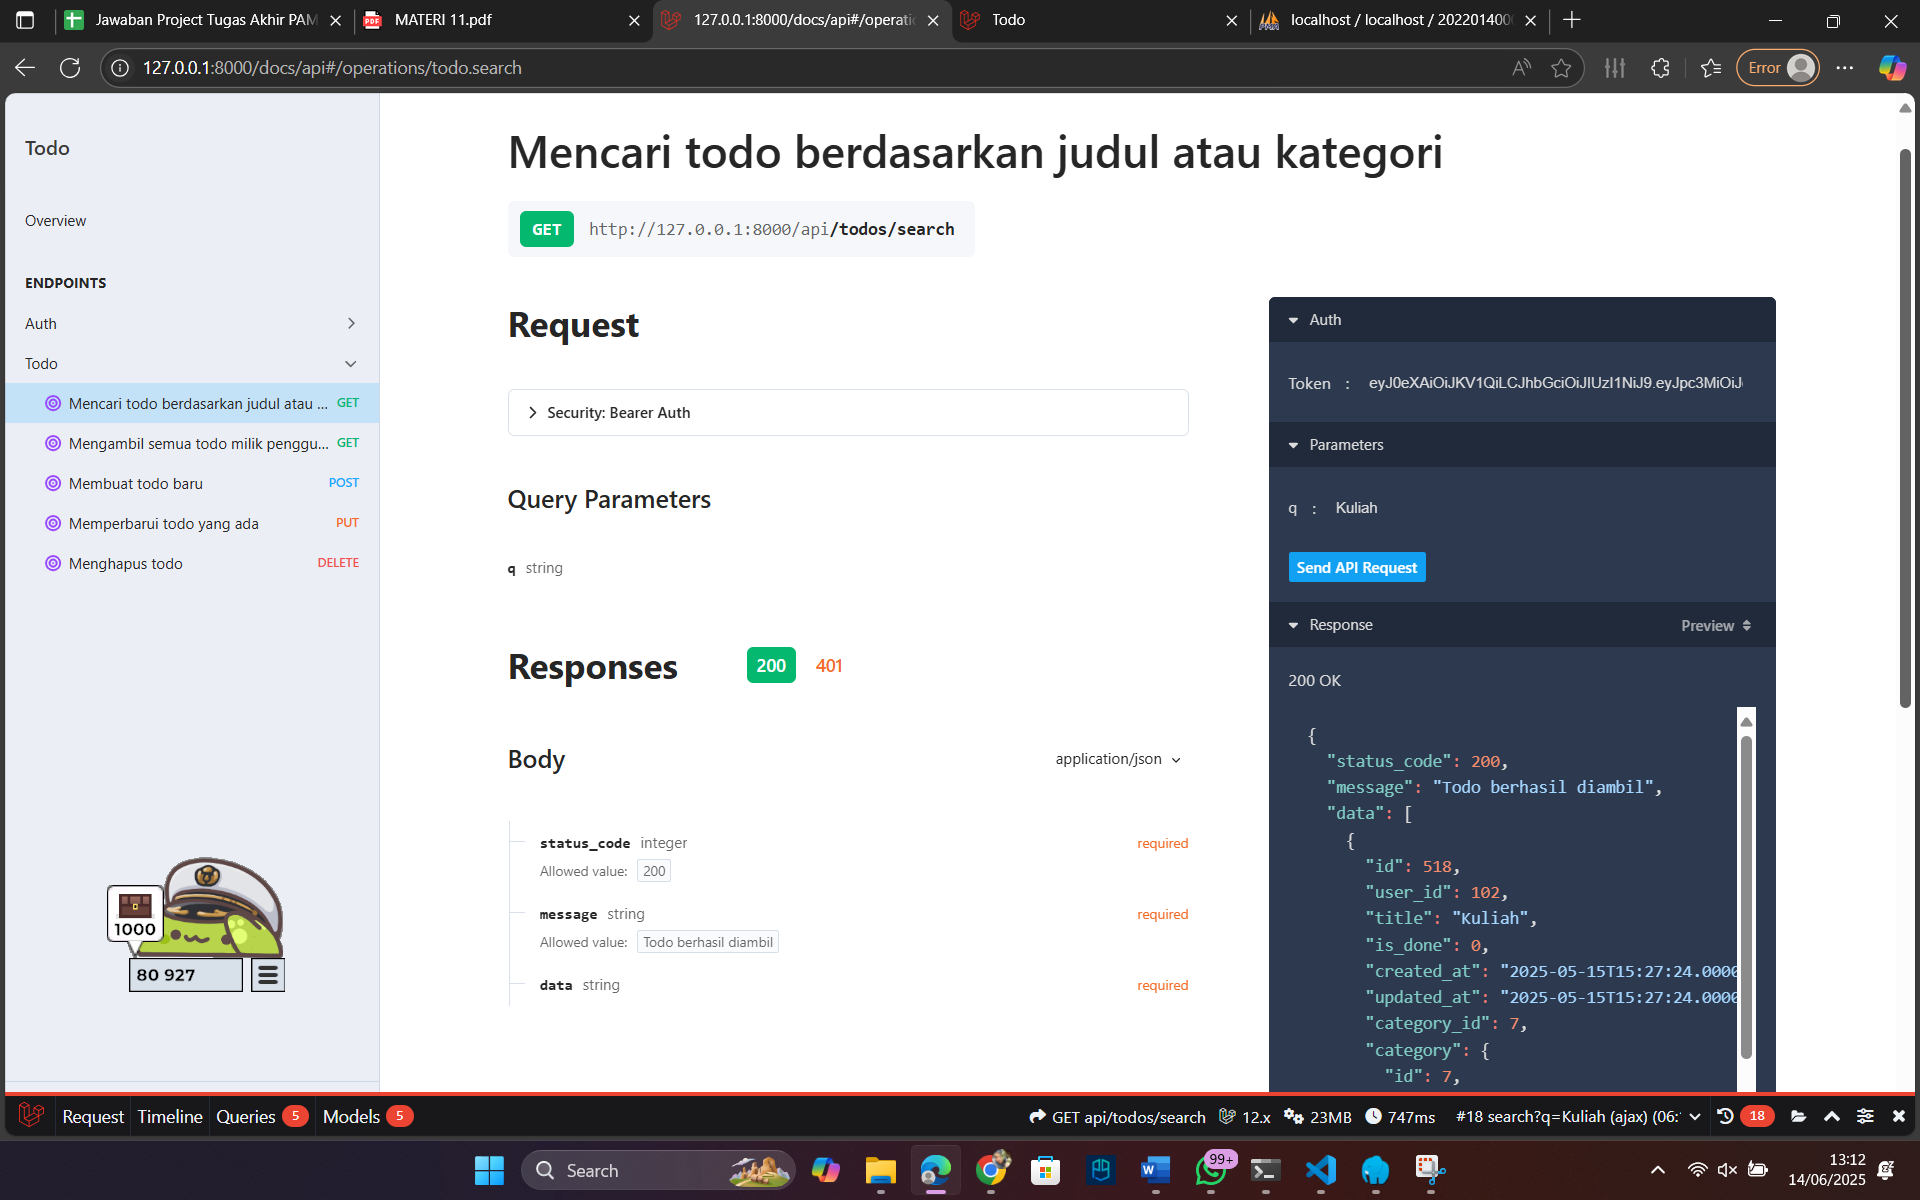 Jawaban Project Tugas Akhir PAM
MATERI 11.pdf
127.0.0.1:8000/docs/api#/operati
Todo
localhost / localhost / 202201400
127.0.0.1:8000/docs/api#/operations/todo.search
Error
Todo
Overview
ENDPOINTS
Auth
Todo
Mencari todo berdasarkan judul atau ... GET
Mengambil semua todo milik penggu... GET
Membuat todo baru POST
Memperbarui todo yang ada PUT
Menghapus todo DELETE
1000
80 927
Mencari todo berdasarkan judul atau kategori
GET http://127.0.0.1:8000/api/todos/search
Request
Security: Bearer Auth
Query Parameters
q string
Responses 200 401
Body application/json
status_code integer required
Allowed value: 200
message string required
Allowed value: Todo berhasil diambil
data string required
Auth
Token : eyJ0eXAiOiJKV1QiLCJhbGciOiJIUzI1NiJ9.eyJpc3MiOiJ
Parameters
q : Kuliah
Send API Request
Response Preview
200 OK
{
"status_code": 200,
"message": "Todo berhasil diambil",
"data": [
{
"id": 518,
"user_id": 102,
"title": "Kuliah",
"is_done": 0,
"created_at": "2025-05-15T15:27:24.0000
"updated_at": "2025-05-15T15:27:24.0000
"category_id": 7,
"category": {
"id": 7,
Request Timeline Queries 5 Models 5
GET api/todos/search 12.x 23MB 747ms #18 search?q=Kuliah (ajax) (06: 18
Search
99+
13:12
14/06/2025